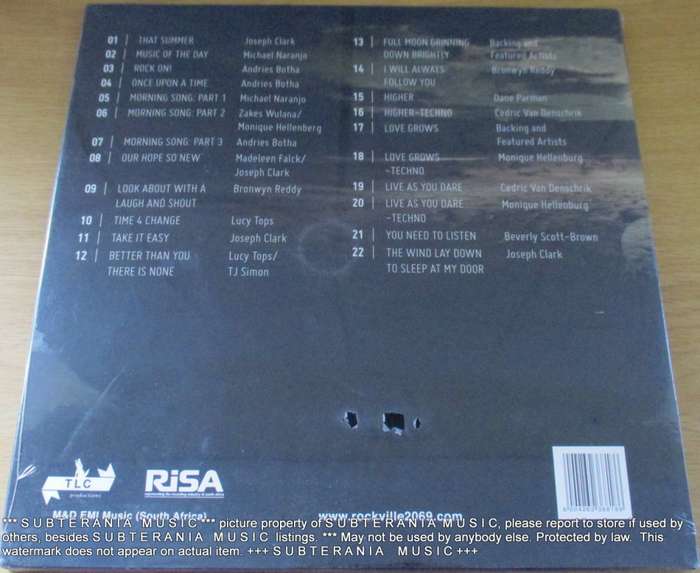 01 | THAT SUMMER Joseph Clark
02 | MUSIC OF THE DAY Michael Naranjo
03 | ROCK ON! Andries Botha
04 | ONCE UPON A TIME Andries Botha
05 | MORNING SONG: PART 1 Michael Naranjo
06 | MORNING SONG: PART 2 Zakes Wulana/
Monique Hellenberg
07 | MORNING SONG: PART 3 Andries Botha
08 | OUR HOPE SO NEW Madeleen Falck/
Joseph Clark
09 | LOOK ABOUT WITH A Bronwyn Reddy
LAUGH AND SHOUT
10 | TIME 4 CHANGE Lucy Tops
11 | TAKE IT EASY Joseph Clark
12 | BETTER THAN YOU Lucy Tops/
THERE IS NONE TJ Simon
13 | FULL MOON GRINNING Backing and
DOWN BRIGHTLY Featured Artists
14 | I WILL ALWAYS Bronwyn Reddy
FOLLOW YOU
15 | HIGHER Dane Parman
16 | HIGHER-TECHNO Cedric Van Denschrik
17 | LOVE GROWS Backing and
Featured Artists
18 | LOVE GROWS Monique Hellenburg
-TECHNO
19 | LIVE AS YOU DARE Cedric Van Denschrik
20 | LIVE AS YOU DARE Monique Hellenburg
-TECHNO
21 | YOU NEED TO LISTEN Beverly Scott-Brown
22 | THE WIND LAY DOWN Joseph Clark
TO SLEEP AT MY DOOR
TLC
productions
RiSA
representing the recording industry of south africa
M&D EMI Music (South Africa)
www.rockville2069.com
*** S U B T E R A N I A M U S I C *** picture property of S U B T E R A N I A M U S I C, please report to store if used by
others, besides S U B T E R A N I A M U S I C listings. *** May not be used by anybody else. Protected by law. This
watermark does not appear on actual item. +++ S U B T E R A N I A M U S I C +++